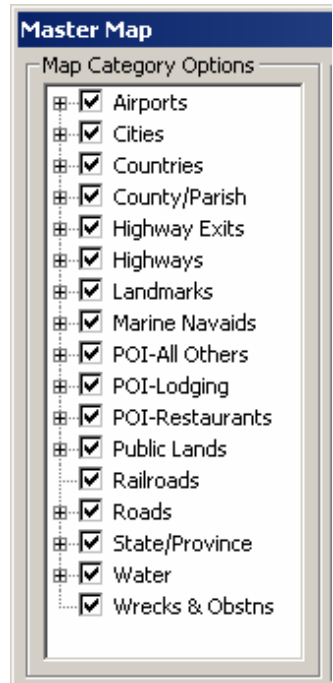 Master Map
Map Category Options
Airports
Cities
Countries
County/Parish
Highway Exits
Highways
Landmarks
Marine Navaids
POI-All Others
POI-Lodging
POI-Restaurants
Public Lands
Railroads
Roads
State/Province
Water
Wrecks & Obstns